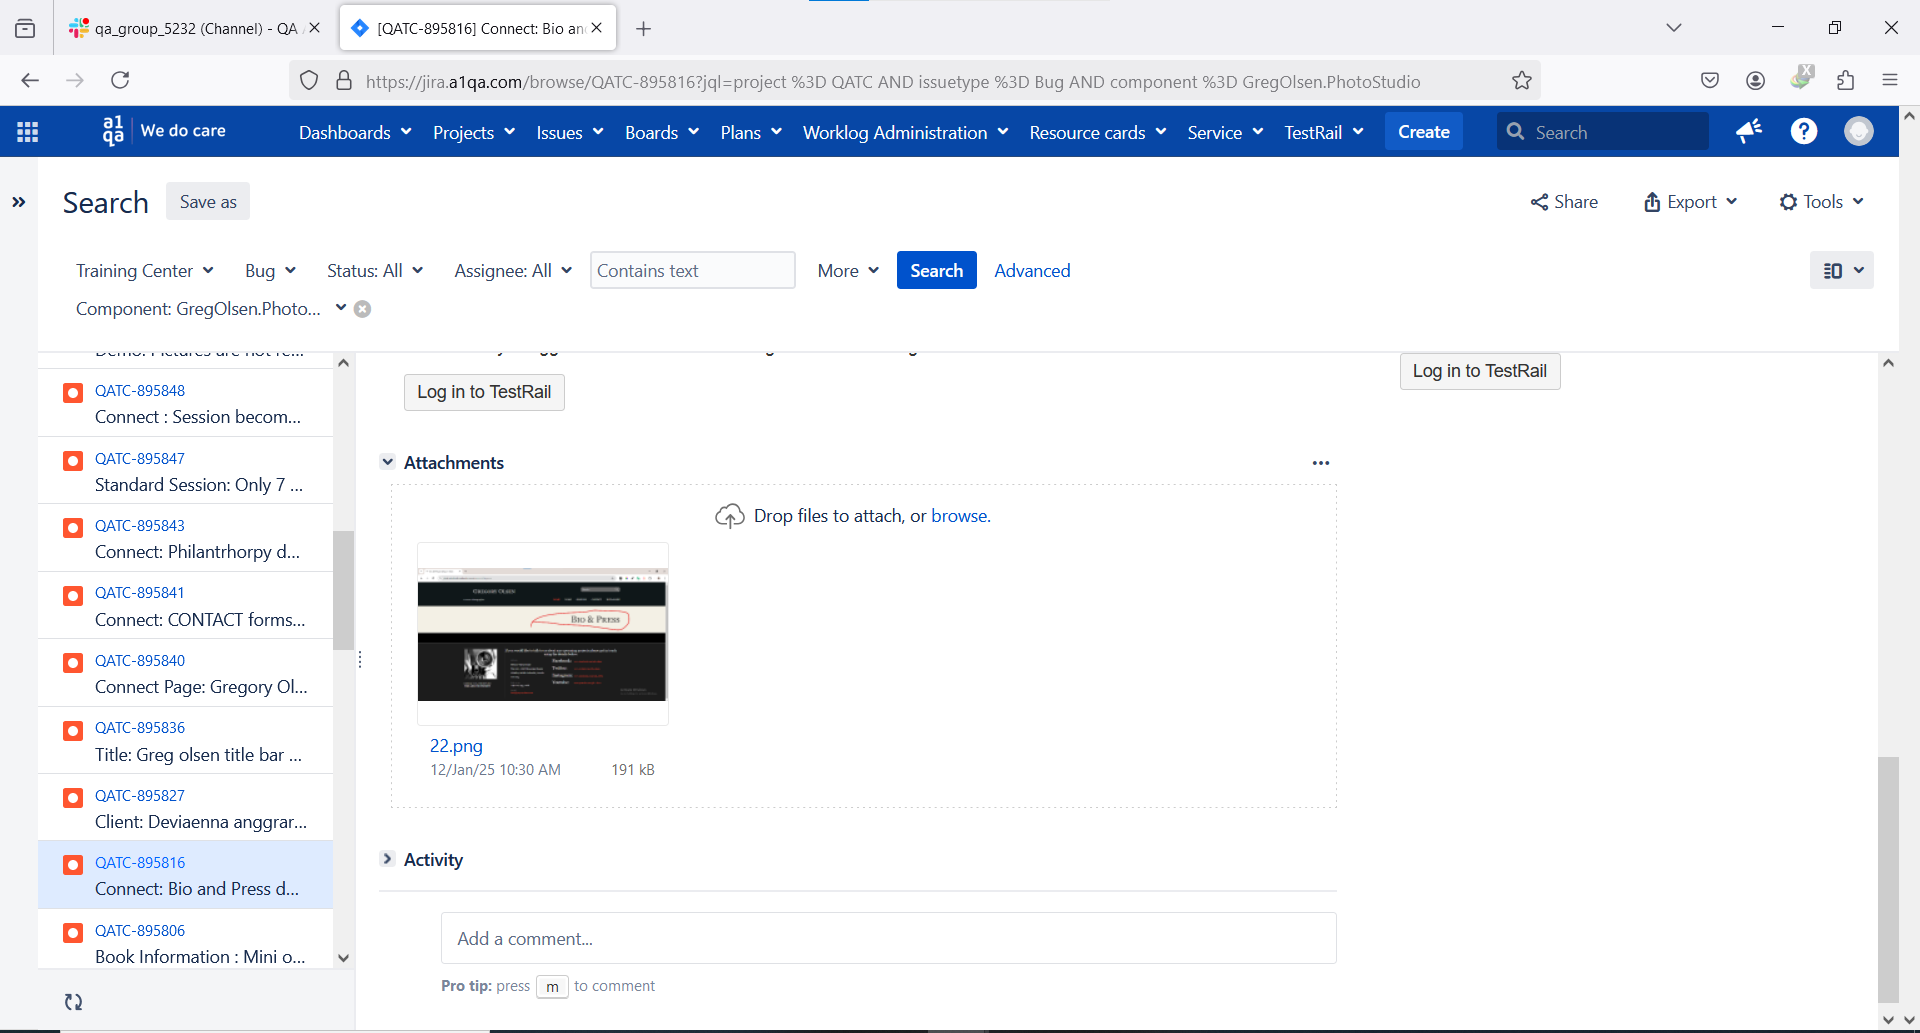 qa_group_5232 (Channel) - QA
[QATC-895816] Connect: Bio an
https://jira.a1qa.com/browse/QATC-895816?jql=project %3D QATC AND issuetype %3D Bug AND component %3D GregOlsen.PhotoStudio
a1 qa We do care Dashboards Projects Issues Boards Plans Worklog Administration Resource cards Service TestRail Create Search
Search Save as Share Export Tools
Training Center Bug Status: All Assignee: All Contains text More Search Advanced
Component: GregOlsen.Photo...
QATC-895848
Connect : Session becom...
QATC-895847
Standard Session: Only 7 ...
QATC-895843
Connect: Philantrhorpy d...
QATC-895841
Connect: CONTACT forms...
QATC-895840
Connect Page: Gregory Ol...
QATC-895836
Title: Greg olsen title bar ...
QATC-895827
Client: Deviaenna anggrar...
QATC-895816
Connect: Bio and Press d...
QATC-895806
Book Information : Mini o...
Log in to TestRail
Log in to TestRail
Attachments
Drop files to attach, or browse.
Bio & Press
22.png
12/Jan/25 10:30 AM 191 kB
Activity
Add a comment...
Pro tip: press m to comment